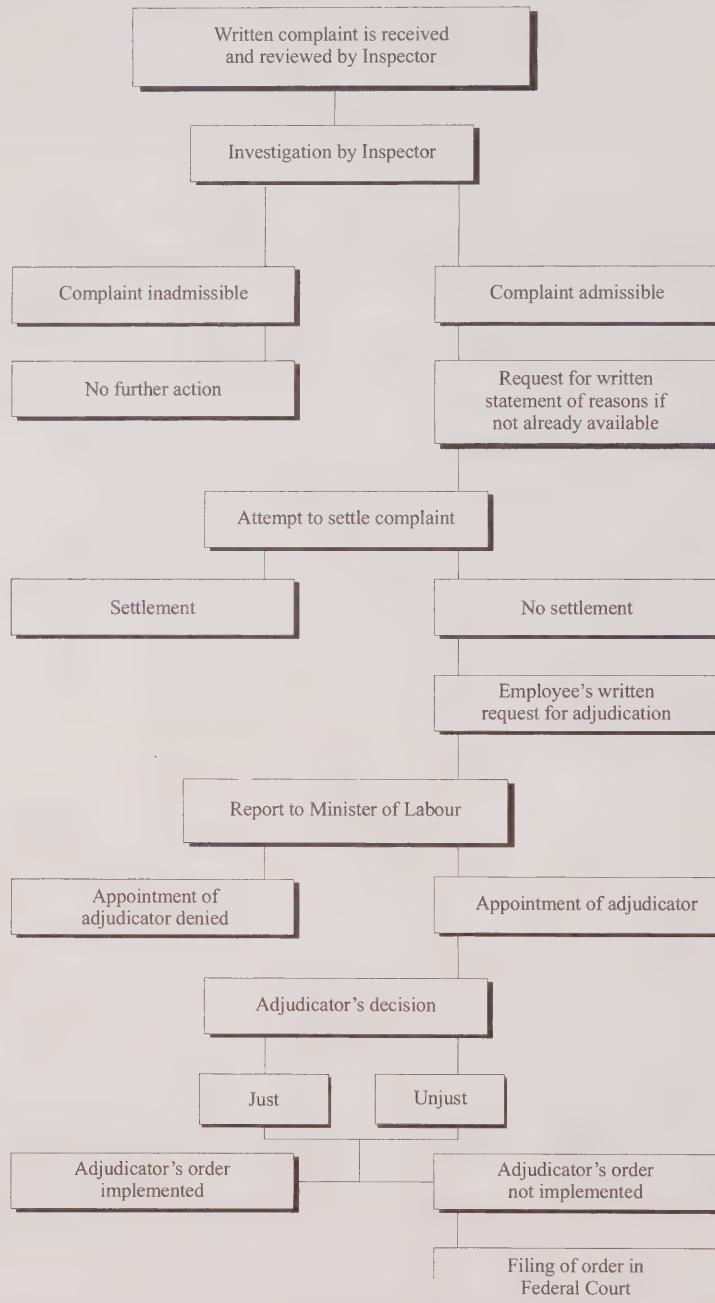 Written complaint is received
and reviewed by Inspector
Investigation by Inspector
Complaint inadmissible
Complaint admissible
No further action
Request for written
statement of reasons if
not already available
Attempt to settle complaint
Settlement
No settlement
Employee's written
request for adjudication
Report to Minister of Labour
Appointment of
adjudicator denied
Appointment of adjudicator
Adjudicator's decision
Just
Unjust
Adjudicator's order
implemented
Adjudicator's order
not implemented
Filing of order in
Federal Court